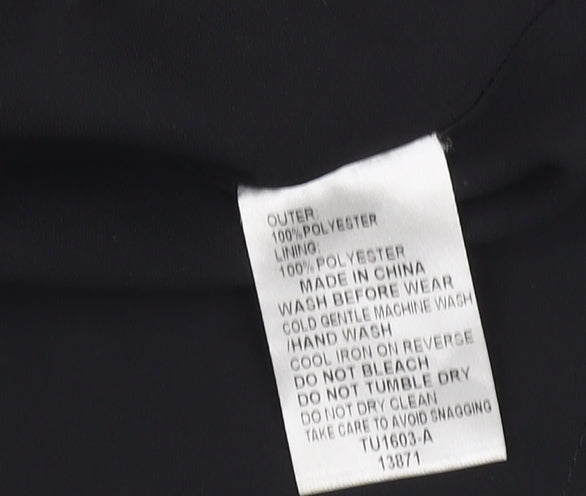 OUTER:
100%POLYESTER
LINING:
100%POLYESTER
MADE IN CHINA
WASH BEFORE WEAR
COLD GENTLE MACHINE WASH
/HAND WASH
COOL IRON ON REVERSE
DO NOT BLEACH
DO NOT TUMBLE DRY
DO NOT DRY CLEAN
TAKE CARE TO AVOID SNAGGING
TU1603-A
13871